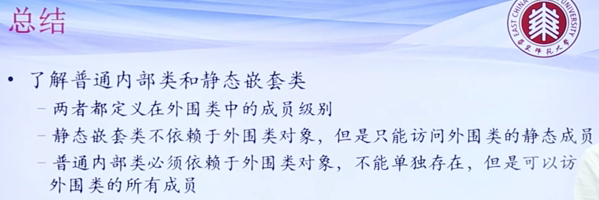 总结
EAST CHINA
UNIVERSITY
• 了解普通内部类和静态嵌套类
– 两者都定义在外围类中的成员级别
– 静态嵌套类不依赖于外围类对象，但是只能访问外围类的静态成员
– 普通内部类必须依赖于外围类对象，不能单独存在，但是可以访
外围类的所有成员